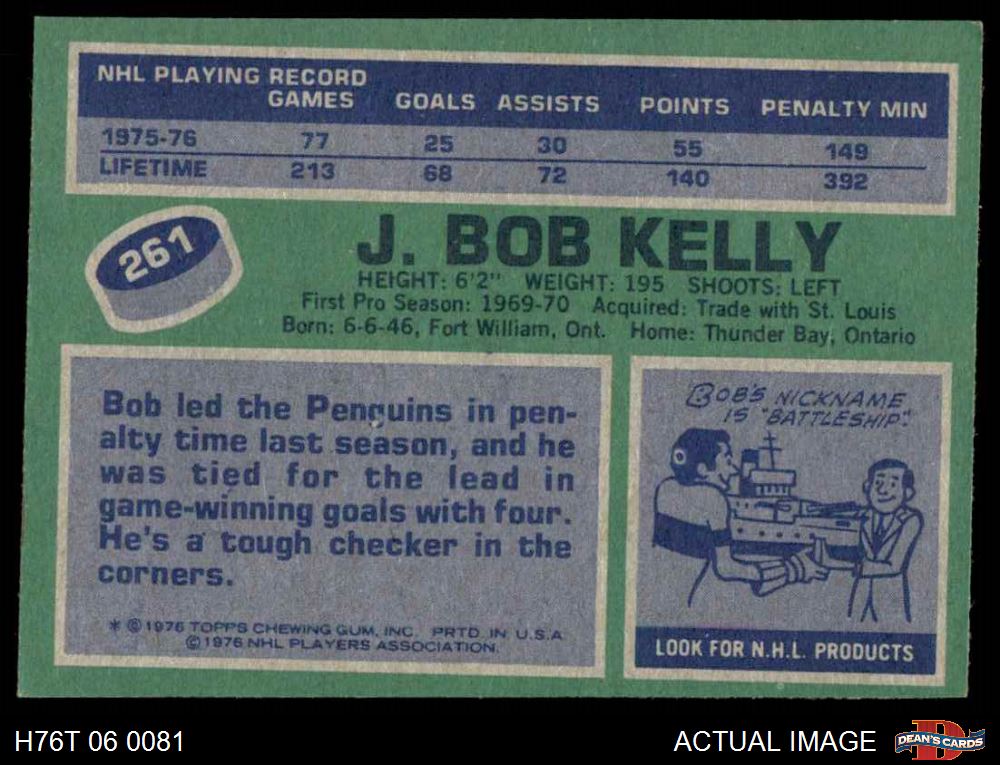 NHL PLAYING RECORD
GAMES GOALS ASSISTS POINTS PENALTY MIN
1975-76 77 25 30 55 149
LIFETIME 213 68 72 140 392
261
J. BOB KELLY
HEIGHT: 6'2" WEIGHT: 195 SHOOTS: LEFT
First Pro Season: 1969-70 Acquired: Trade with St. Louis
Born: 6-6-46, Fort William, Ont. Home: Thunder Bay, Ontario
Bob led the Penguins in pen-
alty time last season, and he
was tied for the lead in
game-winning goals with four.
He's a tough checker in the
corners.
* © 1976 TOPPS CHEWING GUM, INC. PRTD. IN U.S.A
© 1976 NHL PLAYERS ASSOCIATION.
BOB'S NICKNAME
IS "BATTLESHIP."
LOOK FOR N.H.L. PRODUCTS
H76T 06 0081
ACTUAL IMAGE
D
DEAN'S CARDS